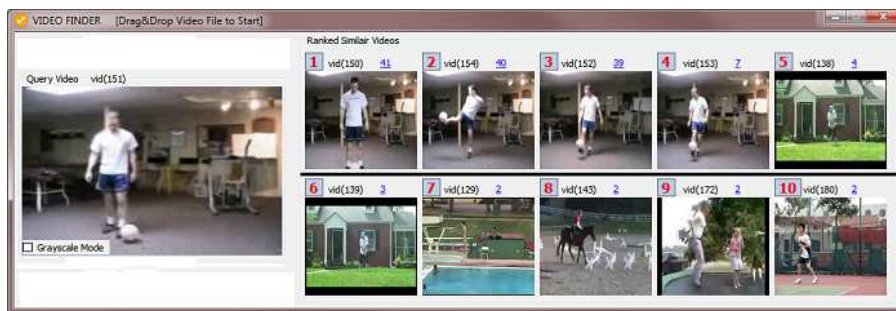 VIDEO FINDER [Drag&Drop Video File to Start]
Ranked Similair Videos
1 vid(150) 41
2 vid(154) 40
3 vid(152) 39
4 vid(153) 7
5 vid(138) 4
Query Video vid(151)
Grayscale Mode
6 vid(139) 3
7 vid(129) 2
8 vid(143) 2
9 vid(172) 2
10 vid(180) 2